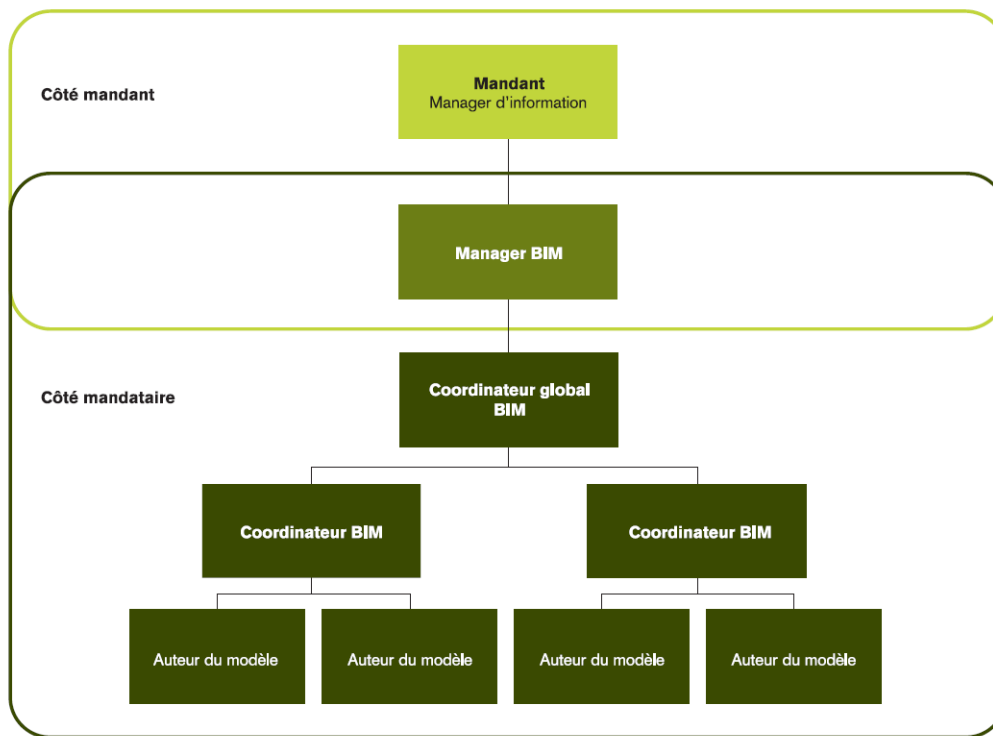 Côté mandant
Mandant
Manager d'information
Manager BIM
Côté mandataire
Coordinateur global
BIM
Coordinateur BIM
Coordinateur BIM
Auteur du modèle
Auteur du modèle
Auteur du modèle
Auteur du modèle